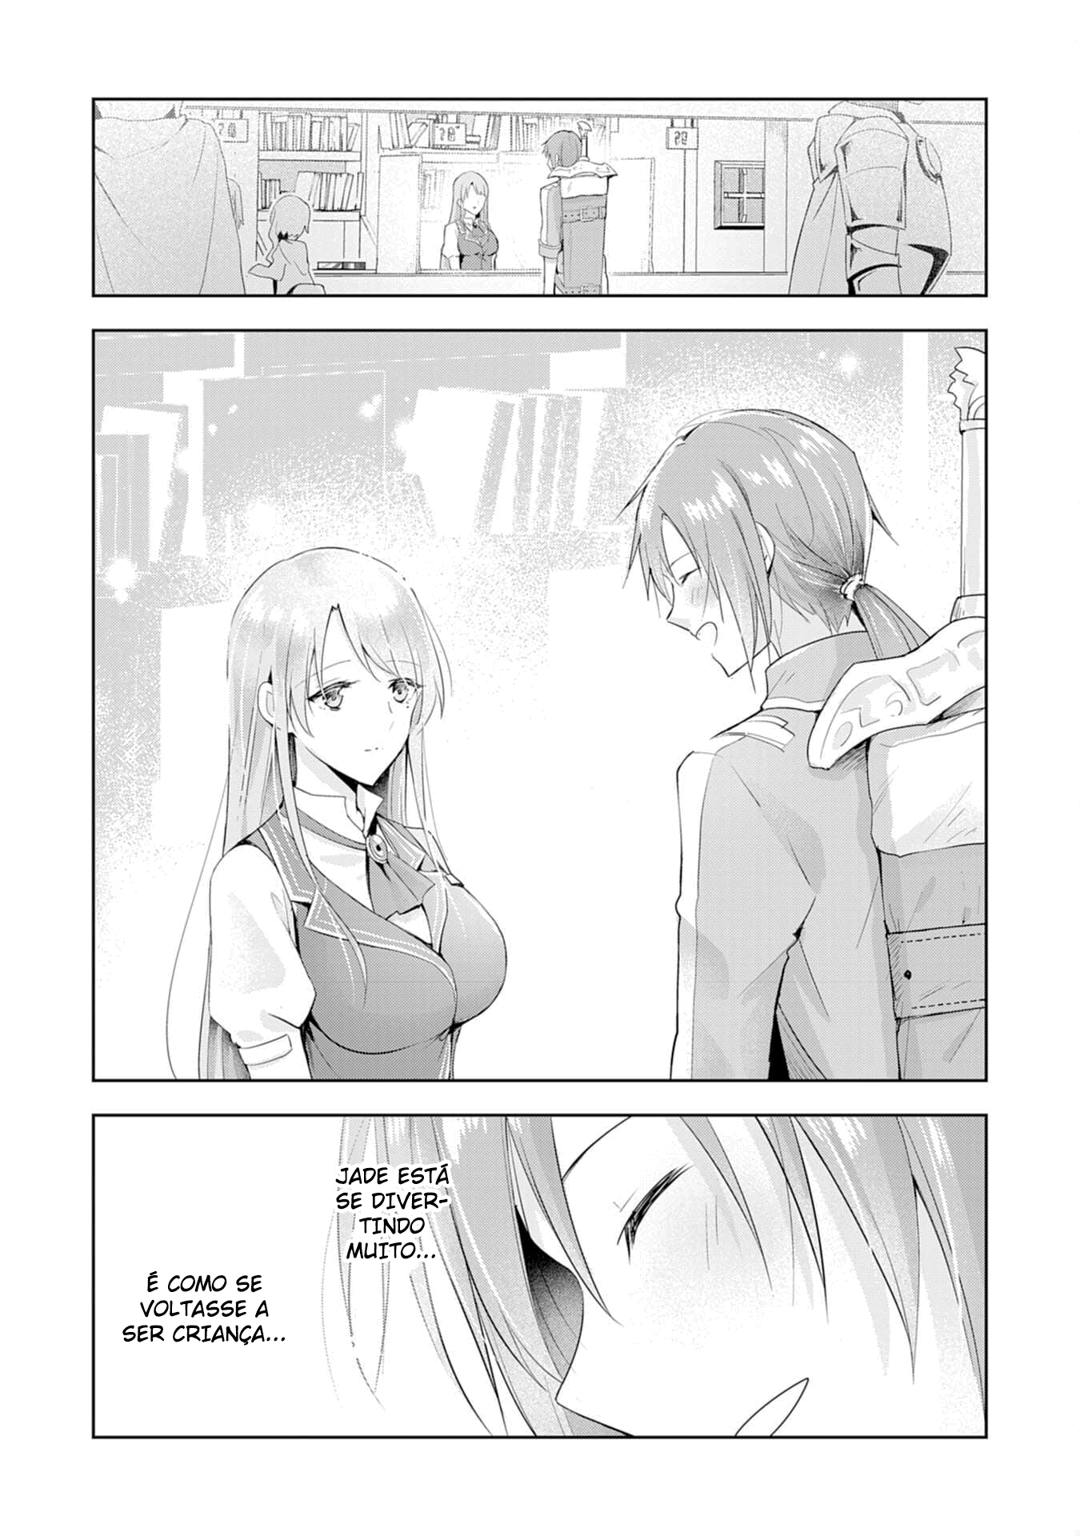 JADE ESTÁ
SE DIVER-
TINDO
MUITO...
É COMO SE
VOLTASSE A
SER CRIANÇA...